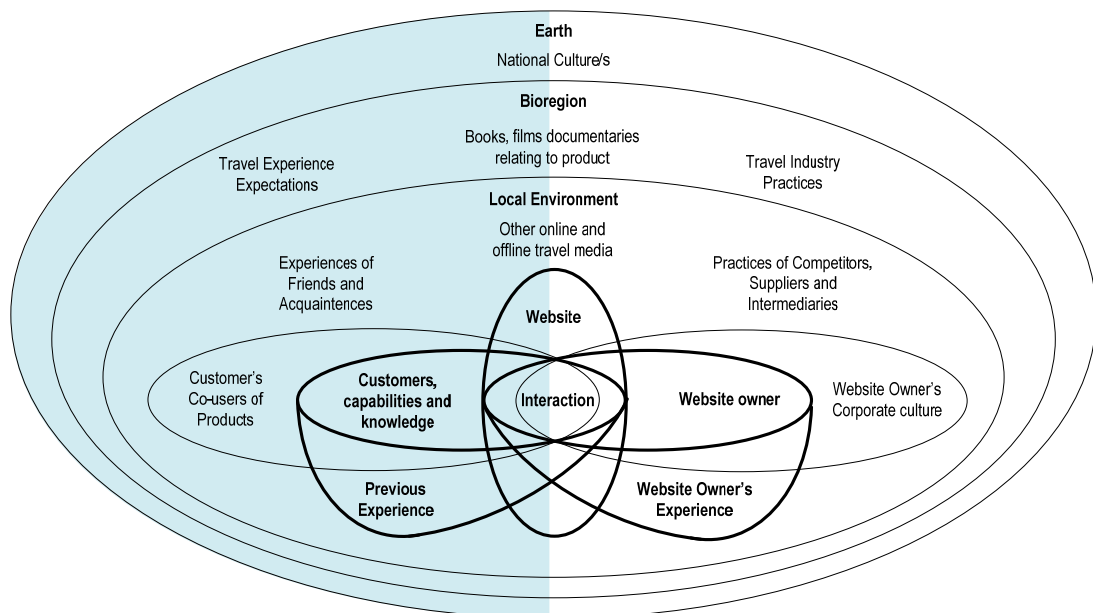 Earth
National Culture/s
Bioregion
Books, films documentaries
relating to product
Travel Experience
Expectations
Travel Industry
Practices
Local Environment
Other online and
offline travel media
Experiences of
Friends and
Acquaintences
Practices of Competitors,
Suppliers and
Intermediaries
Website
Customer's
Co-users of
Products
Customers,
capabilities and
knowledge
Interaction
Website owner
Website Owner's
Corporate culture
Previous
Experience
Website Owner's
Experience